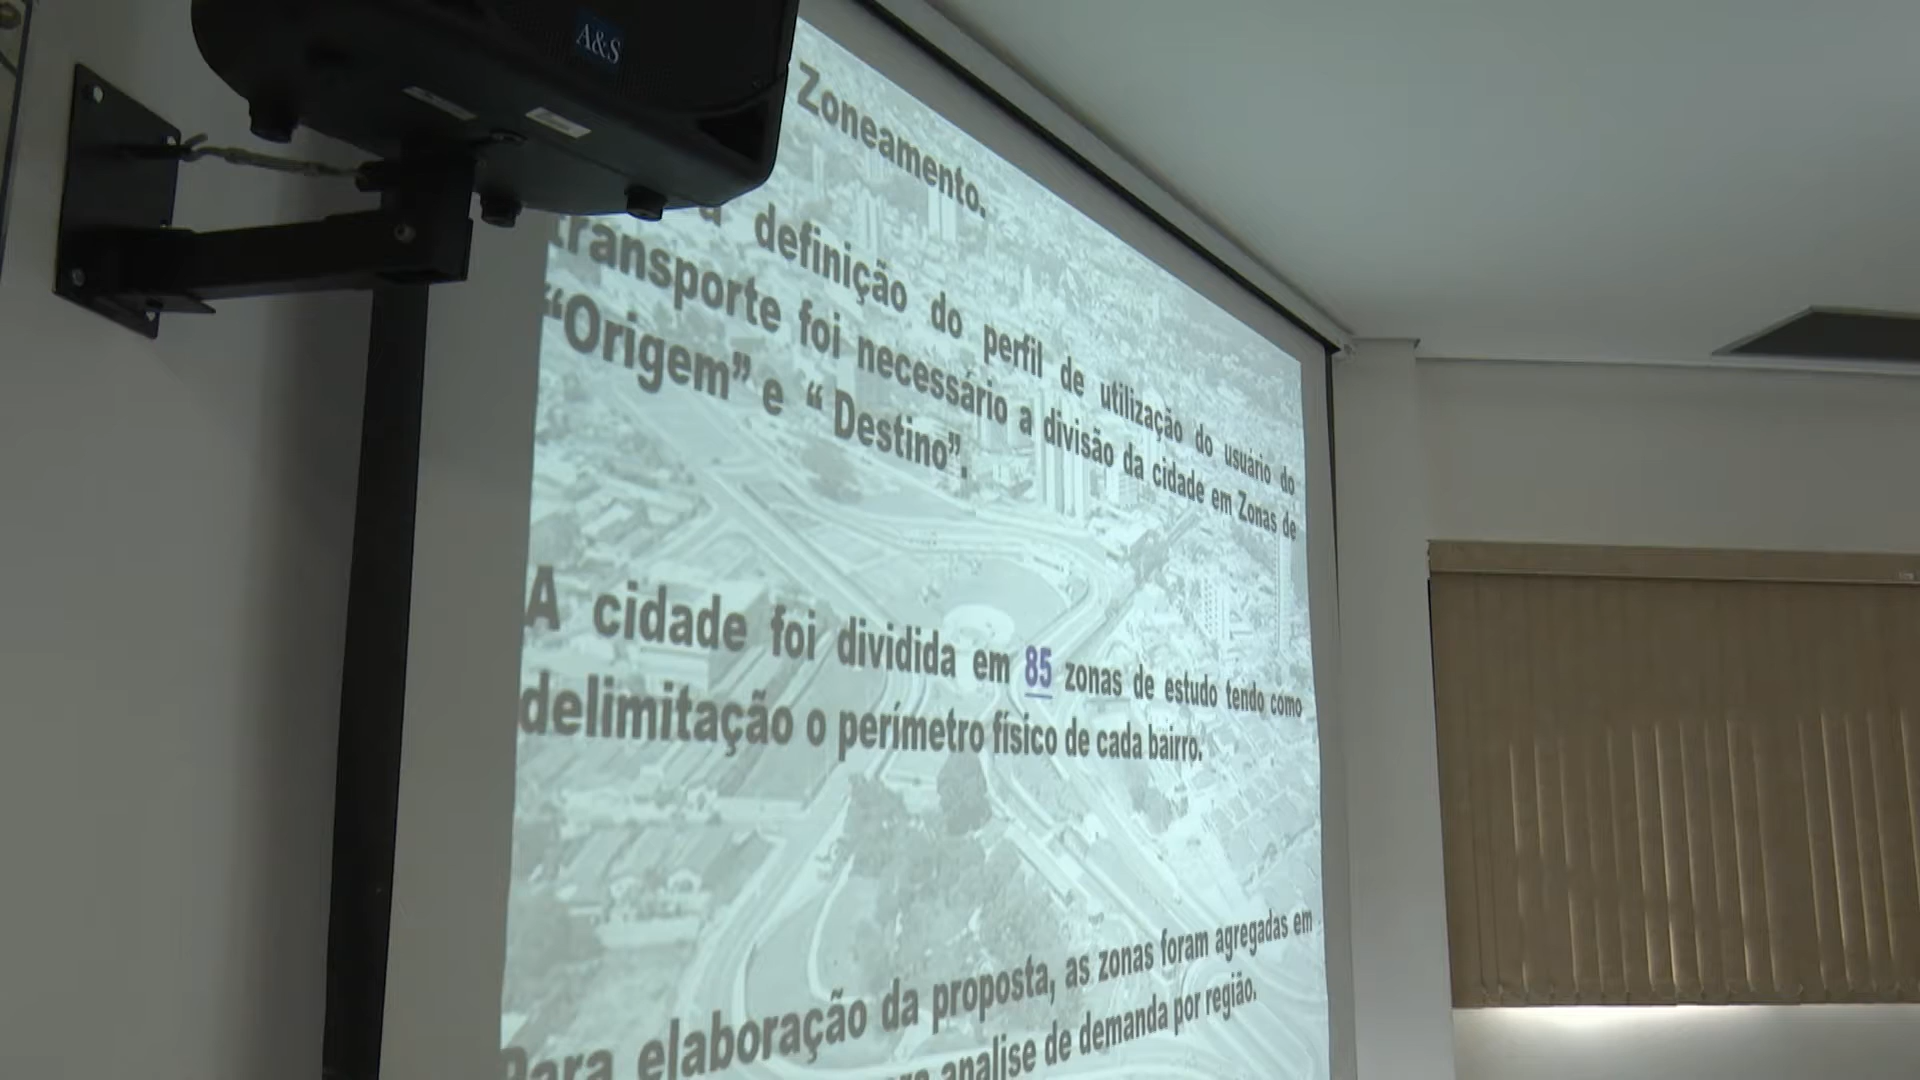 A&S
Zoneamento.
definição do perfil de utilização do usuário do
transporte foi necessário a divisão da cidade em Zonas de
“Origem” e “ Destino”.
A cidade foi dividida em 85 zonas de estudo tendo como
delimitação o perímetro físico de cada bairro.
Para elaboração da proposta, as zonas foram agregadas em
analise de demanda por região.